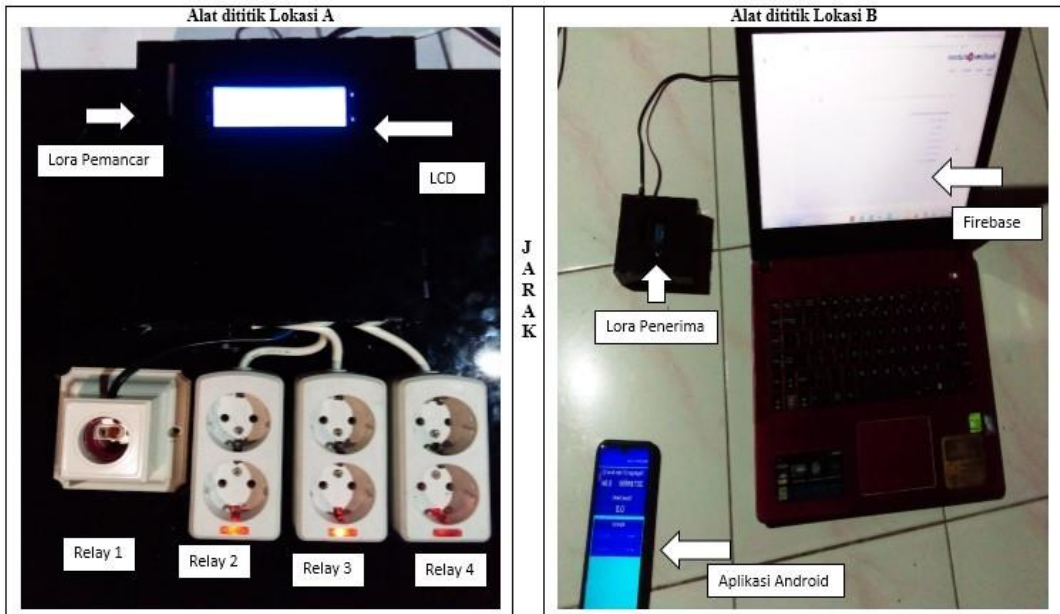 Alat dititik Lokasi A
Lora Pemancar
LCD
Relay 1
Relay 2
Relay 3
Relay 4
J
A
R
A
K
Alat dititik Lokasi B
Firebase
Lora Penerima
Aplikasi Android